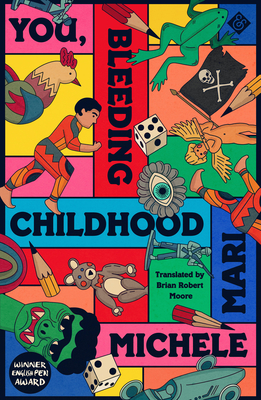 YOU,
BLEEDING
CHILDHOOD
MICHELE
MARI
Translated by
Brian Robert
Moore
WINNER
ENGLISH PEN
AWARD